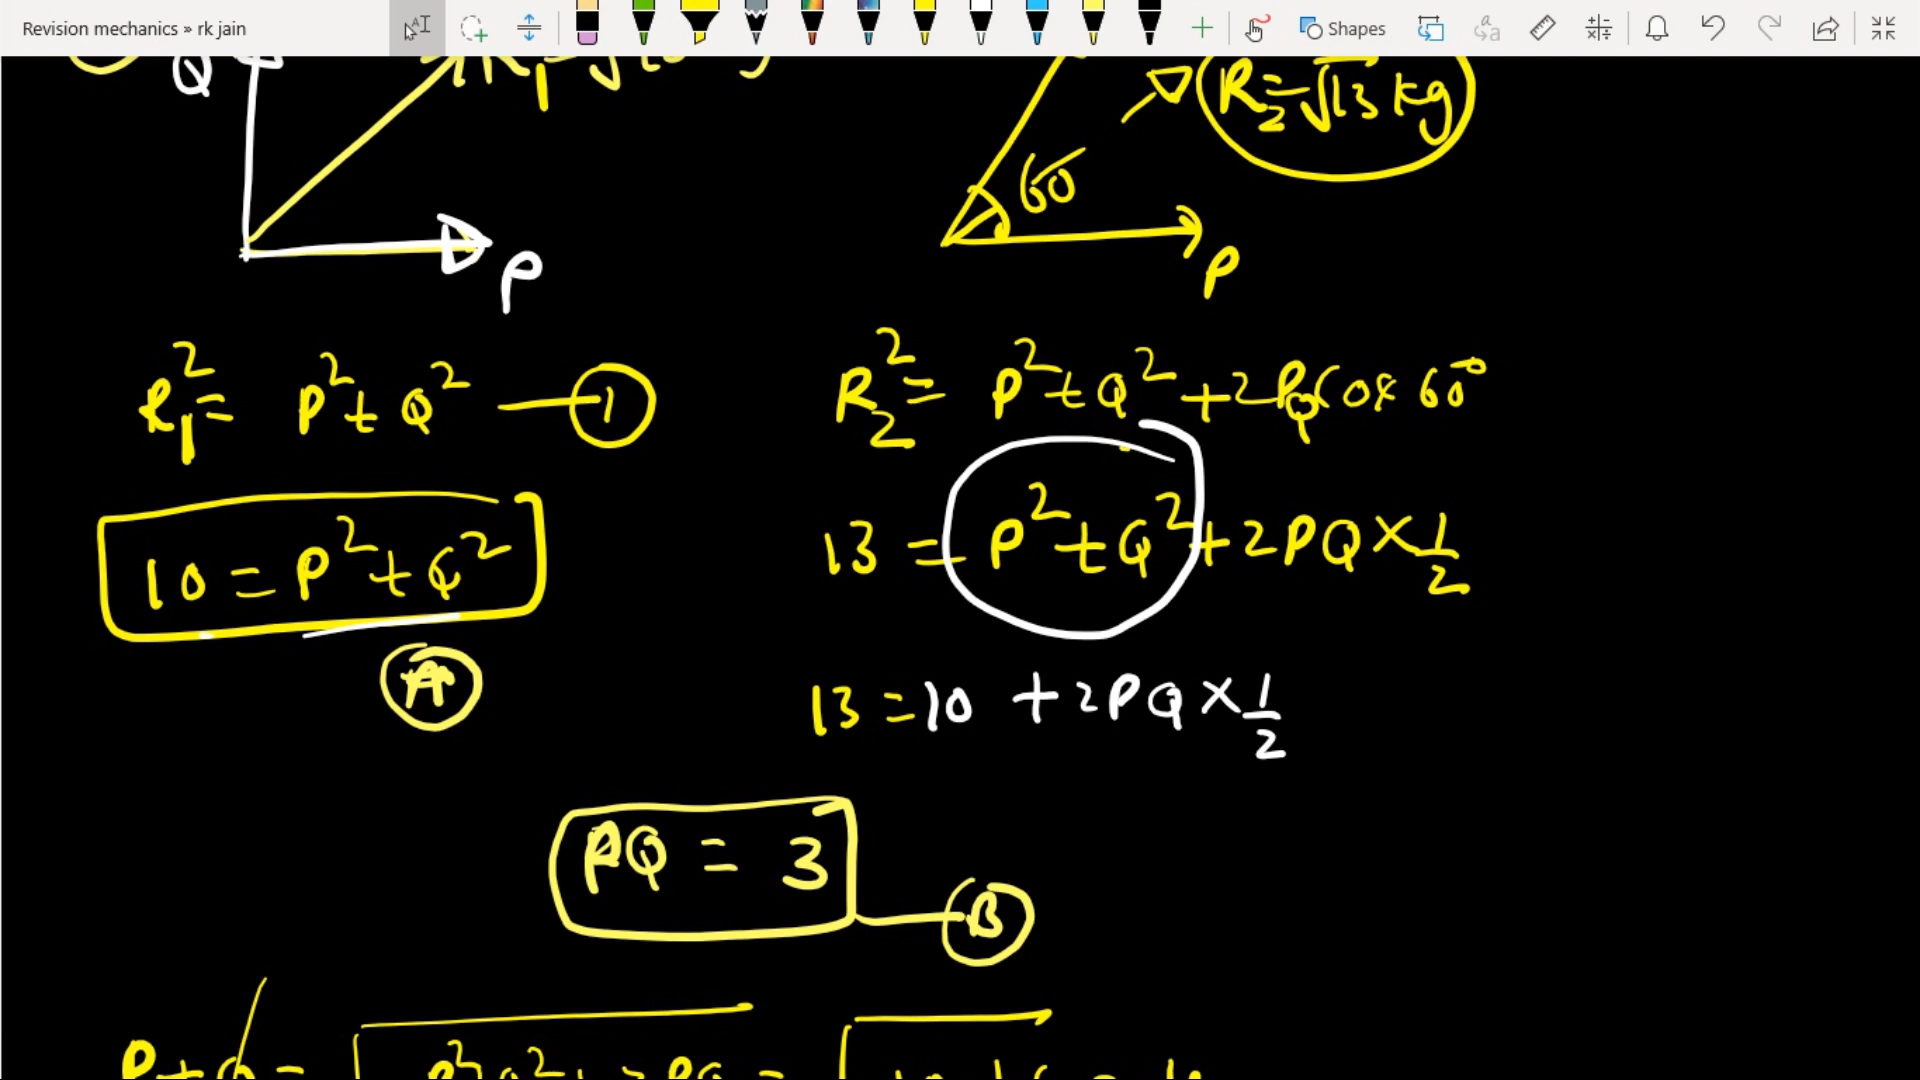 Revision mechanics » rk jain
Shapes
Q
R₂ = √13 kg
60
P
P
R₁² = P² + Q² — 1
R₂² = P² + Q² + 2PQ Cos 60°
10 = P² + Q²
13 = P² + Q² + 2PQ × 1/2
A
13 = 10 + 2PQ × 1/2
PQ = 3
B
P + Q =